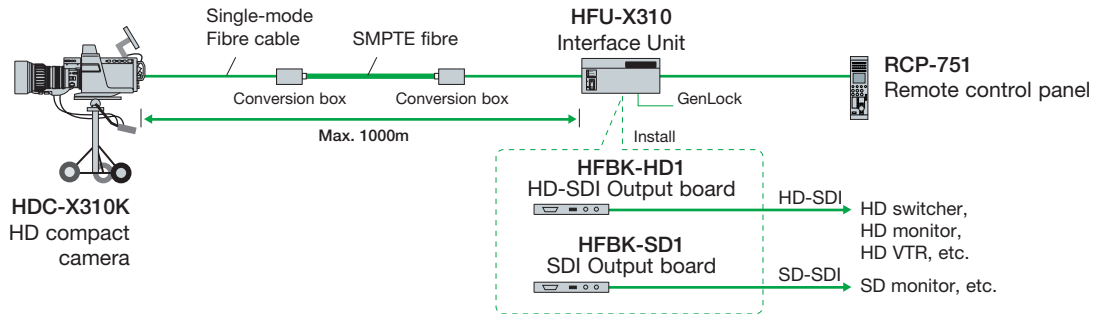 Single-mode
Fibre cable
SMPTE fibre
HFU-X310
Interface Unit
RCP-751
Remote control panel
Conversion box
Conversion box
GenLock
Max. 1000m
Install
HDC-X310K
HD compact
camera
HFBK-HD1
HD-SDI Output board
HD-SDI
HD switcher,
HD monitor,
HD VTR, etc.
HFBK-SD1
SDI Output board
SD-SDI
SD monitor, etc.